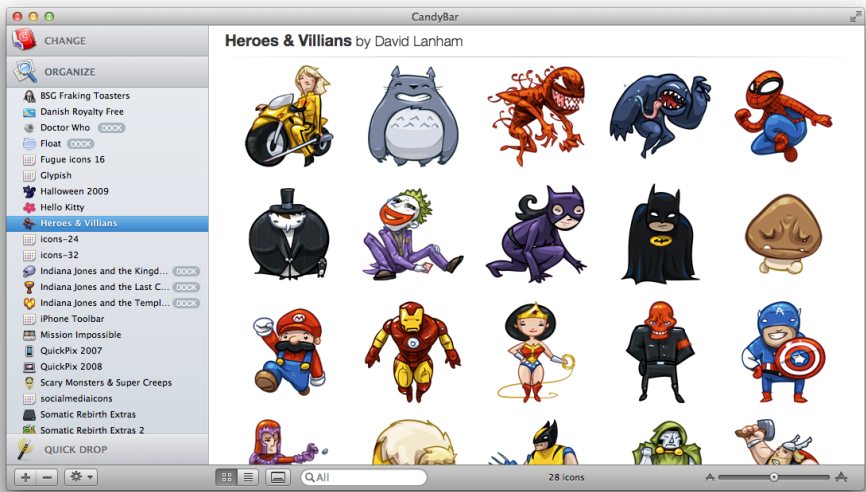 CandyBar
CHANGE
ORGANIZE
BSG Fraking Toasters
Danish Royalty Free
Doctor Who DOCK
Float DOCK
Fugue icons 16
Glypish
Halloween 2009
Hello Kitty
Heroes & Villians
icons-24
icons-32
Indiana Jones and the Kingd... DOCK
Indiana Jones and the Last C... DOCK
Indiana Jones and the Templ... DOCK
iPhone Toolbar
Mission Impossible
QuickPix 2007
QuickPix 2008
Scary Monsters & Super Creeps
socialmediaicons
Somatic Rebirth Extras
Somatic Rebirth Extras 2
QUICK DROP
Heroes & Villians by David Lanham
A
All
28 icons